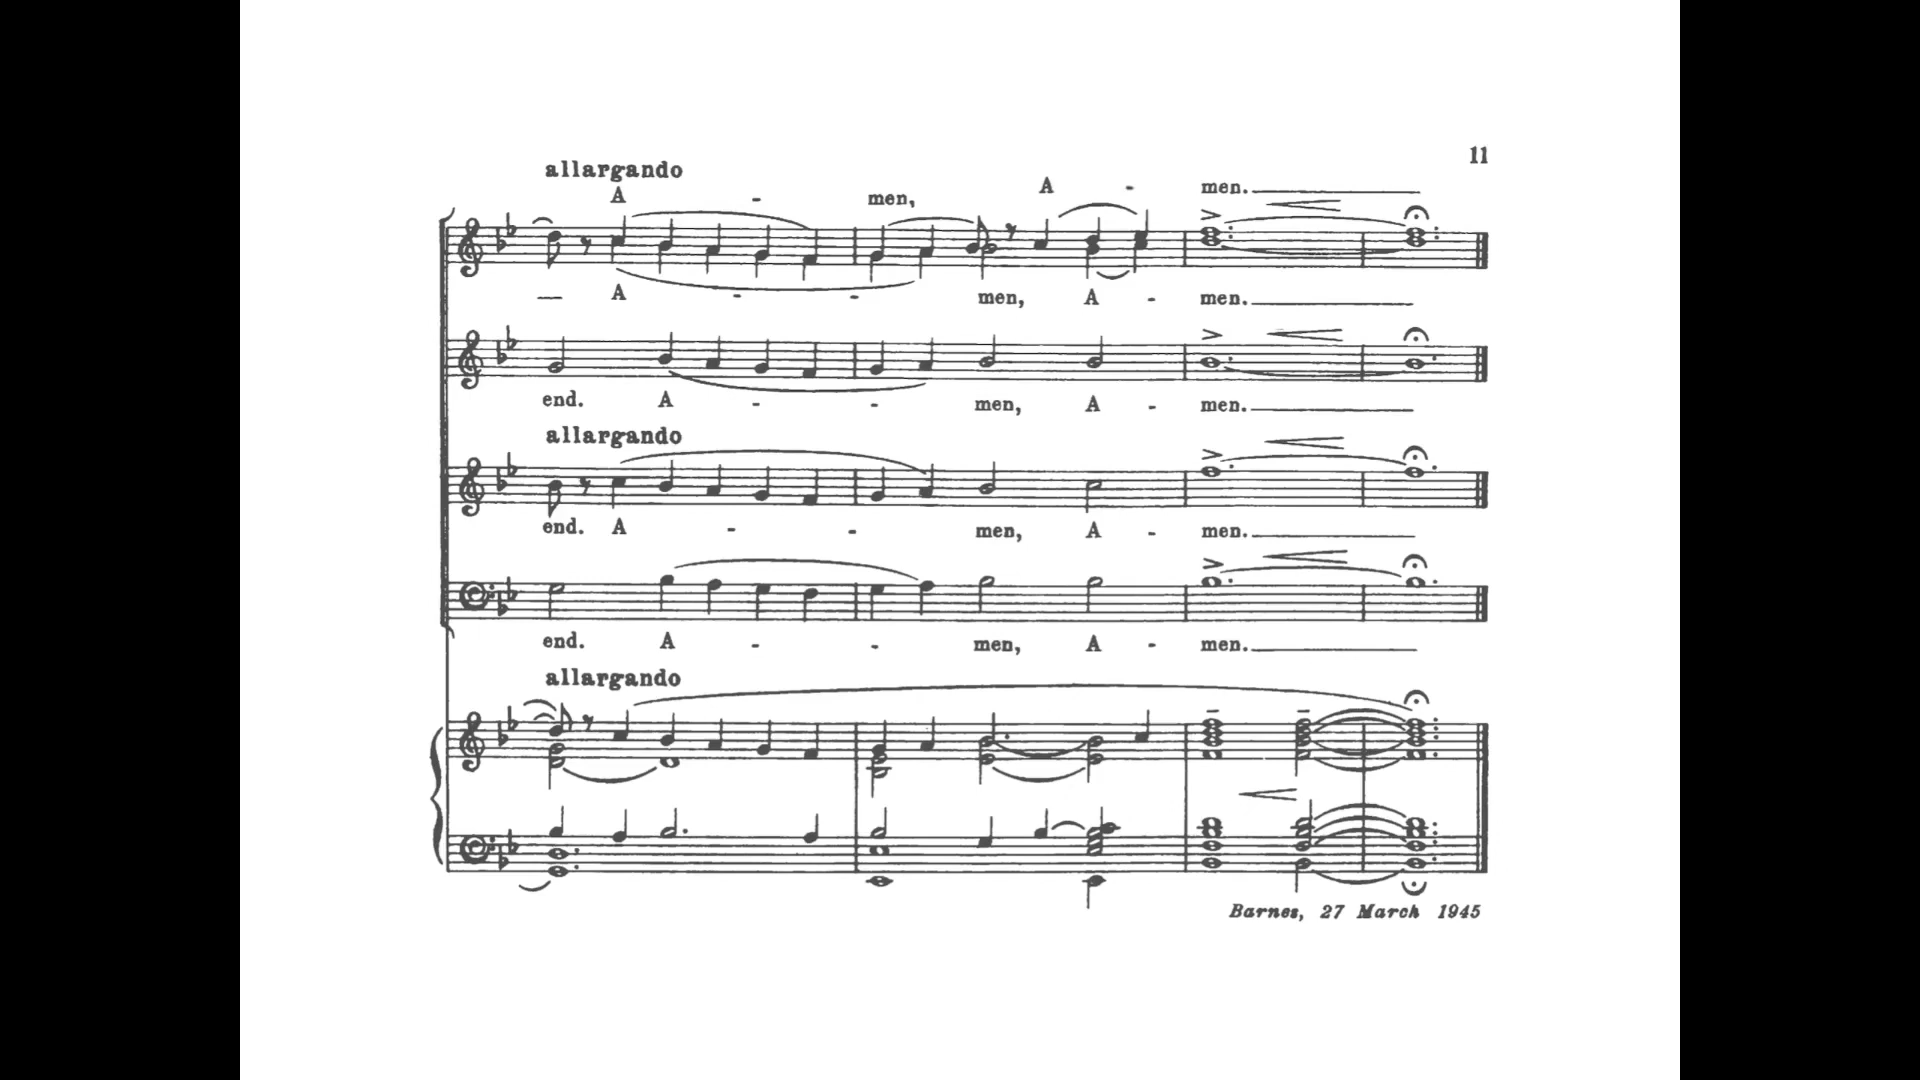 11
allargando
A - men, A - men.
A - - men, A - men.
end. A - - men, A - men.
allargando
end. A - - men, A - men.
end. A - - men, A - men.
allargando
Barnes, 27 March 1945